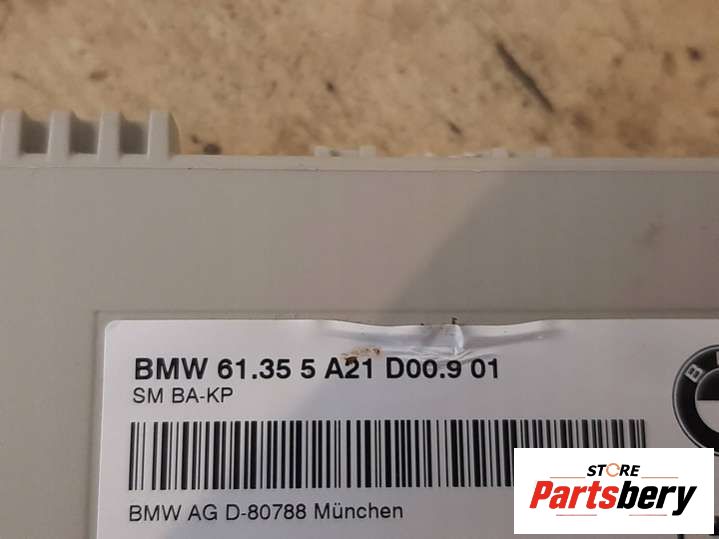 BMW 61.35 5 A21 D00.9 01
SM BA-KP
BMW AG D-80788 München
B
STORE
Partsbery